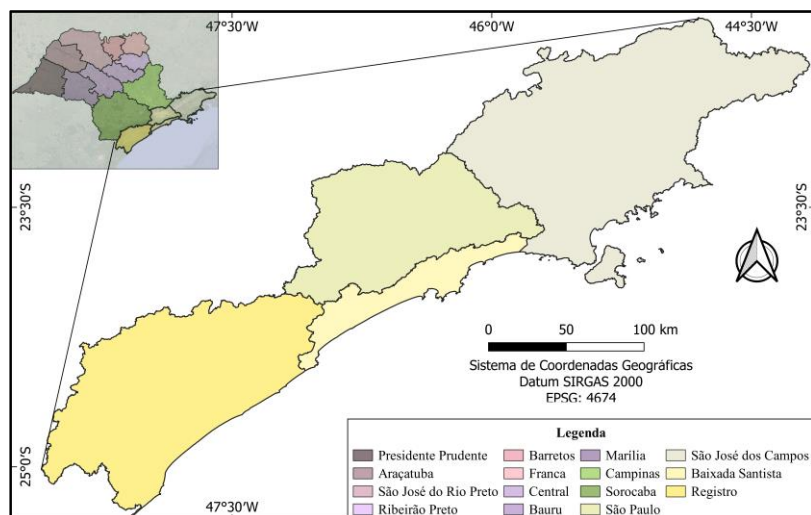 47°30'W 46°0'W 44°30'W
23°30'S 23°30'S
0 50 100 km
Sistema de Coordenadas Geográficas
Datum SIRGAS 2000
EPSG: 4674
25°0'S
47°30'W
Legenda
Presidente Prudente Barretos Marília São José dos Campos
Araçatuba Franca Campinas Baixada Santista
São José do Rio Preto Central Sorocaba Registro
Ribeirão Preto Bauru São Paulo